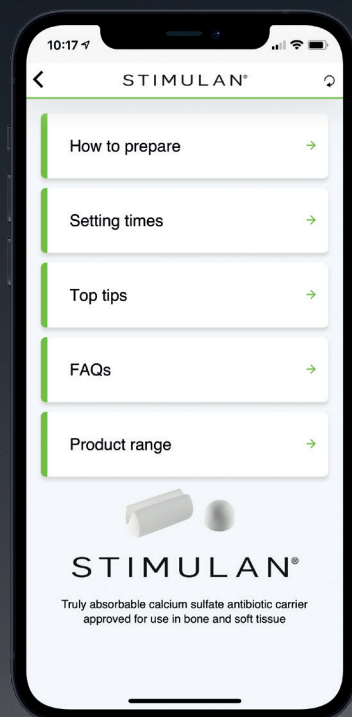 10:17
STIMULAN®
How to prepare
Setting times
Top tips
FAQs
Product range
STIMULAN®
Truly absorbable calcium sulfate antibiotic carrier
approved for use in bone and soft tissue